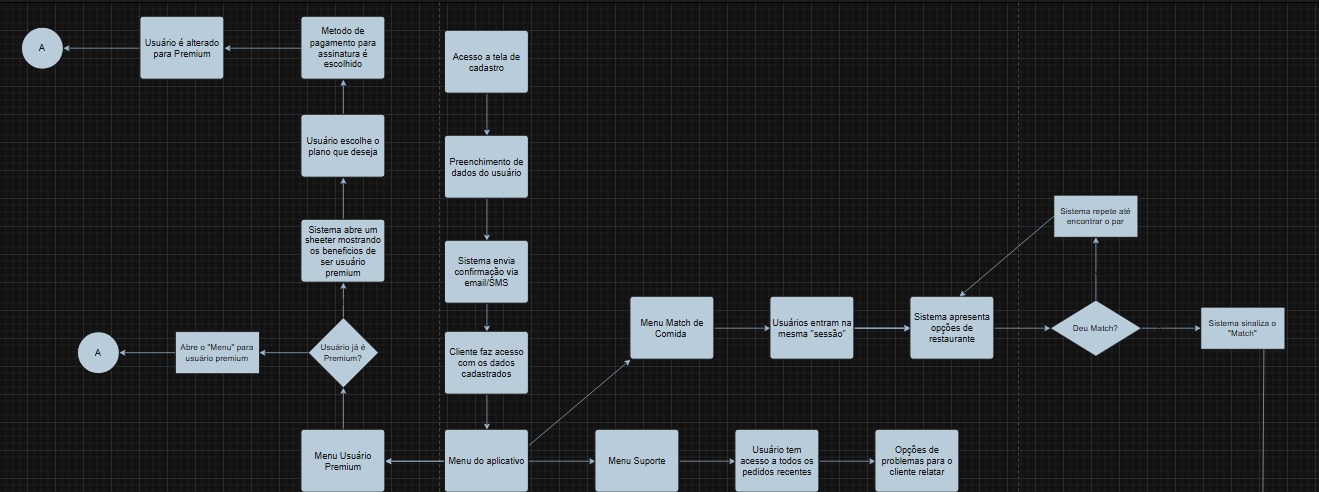 A
Usuário é alterado
para Premium
Metodo de
pagamento para
assinatura é
escolhido
Acesso a tela de
cadastro
Usuário escolhe o
plano que deseja
Preenchimento de
dados do usuário
Sistema abre um
sheeter mostrando
os beneficios de
ser usuário
premium
Sistema envia
confirmação via
email/SMS
Sistema repete até
encontrar o par
Menu Match de
Comida
Usuários entram na
mesma "sessão"
Sistema apresenta
opções de
restaurante
Deu Match?
Sistema sinaliza o
"Match"
A
Abre o "Menu" para
usuário premium
Usuário já é
Premium?
Cliente faz acesso
com os dados
cadastrados
Menu Usuário
Premium
Menu do aplicativo
Menu Suporte
Usuário tem
acesso a todos os
pedidos recentes
Opções de
problemas para o
cliente relatar